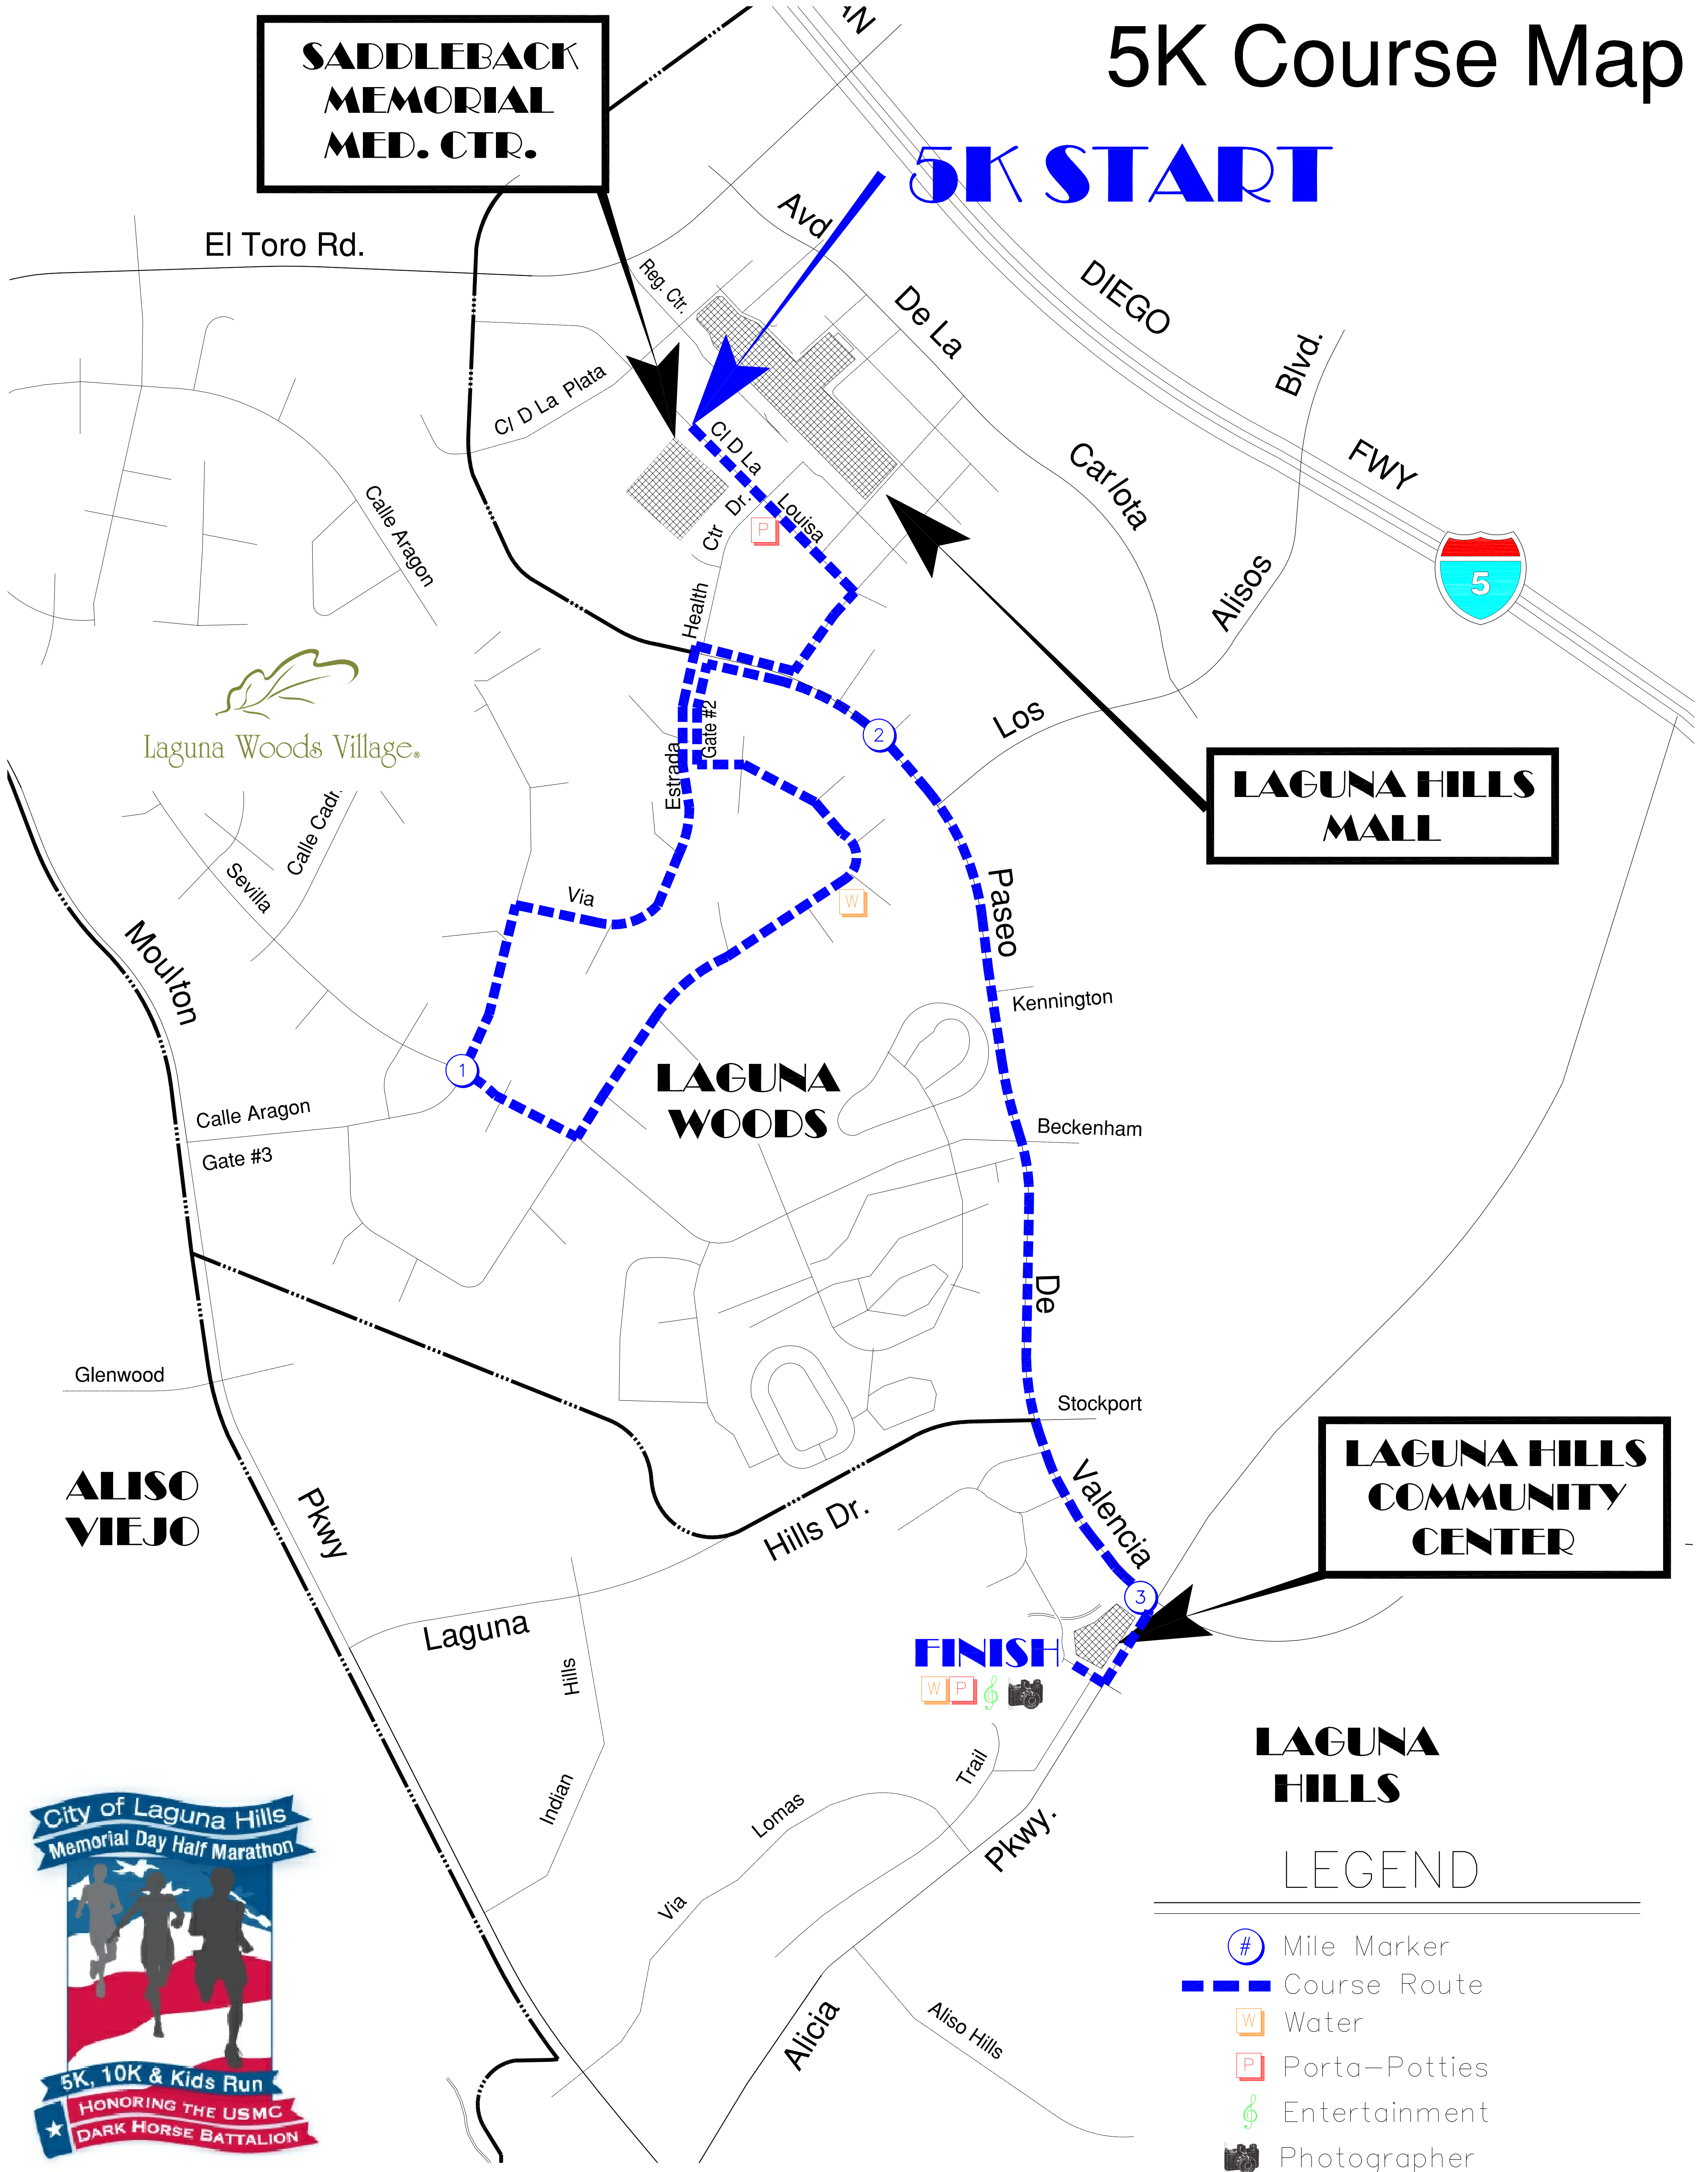 5K Course Map
SADDLEBACK
MEMORIAL
MED. CTR.
5K START
El Toro Rd.
Reg. Ctr.
Avd
De La
Carlota
DIEGO
FWY
5
Blvd.
Alisos
Los
Cl D La Plata
Cl D La
Louisa
Ctr Dr.
P
Health
Calle Aragon
Laguna Woods Village®
Gate #2
Estrada
2
LAGUNA HILLS
MALL
Calle Cadi
Sevilla
Via
W
Paseo
Moulton
Kennington
1
LAGUNA
WOODS
Calle Aragon
Gate #3
Beckenham
De
Glenwood
Stockport
LAGUNA HILLS
COMMUNITY
CENTER
ALISO
VIEJO
Pkwy
Hills Dr.
Laguna
Valencia
3
FINISH
W P
Hills
Indian
Trail
Lomas
Via
Pkwy.
Alicia
Aliso Hills
LAGUNA
HILLS
City of Laguna Hills
Memorial Day Half Marathon
5K, 10K & Kids Run
HONORING THE USMC
DARK HORSE BATTALION
LEGEND
# Mile Marker
Course Route
W Water
P Porta-Potties
Entertainment
Photographer